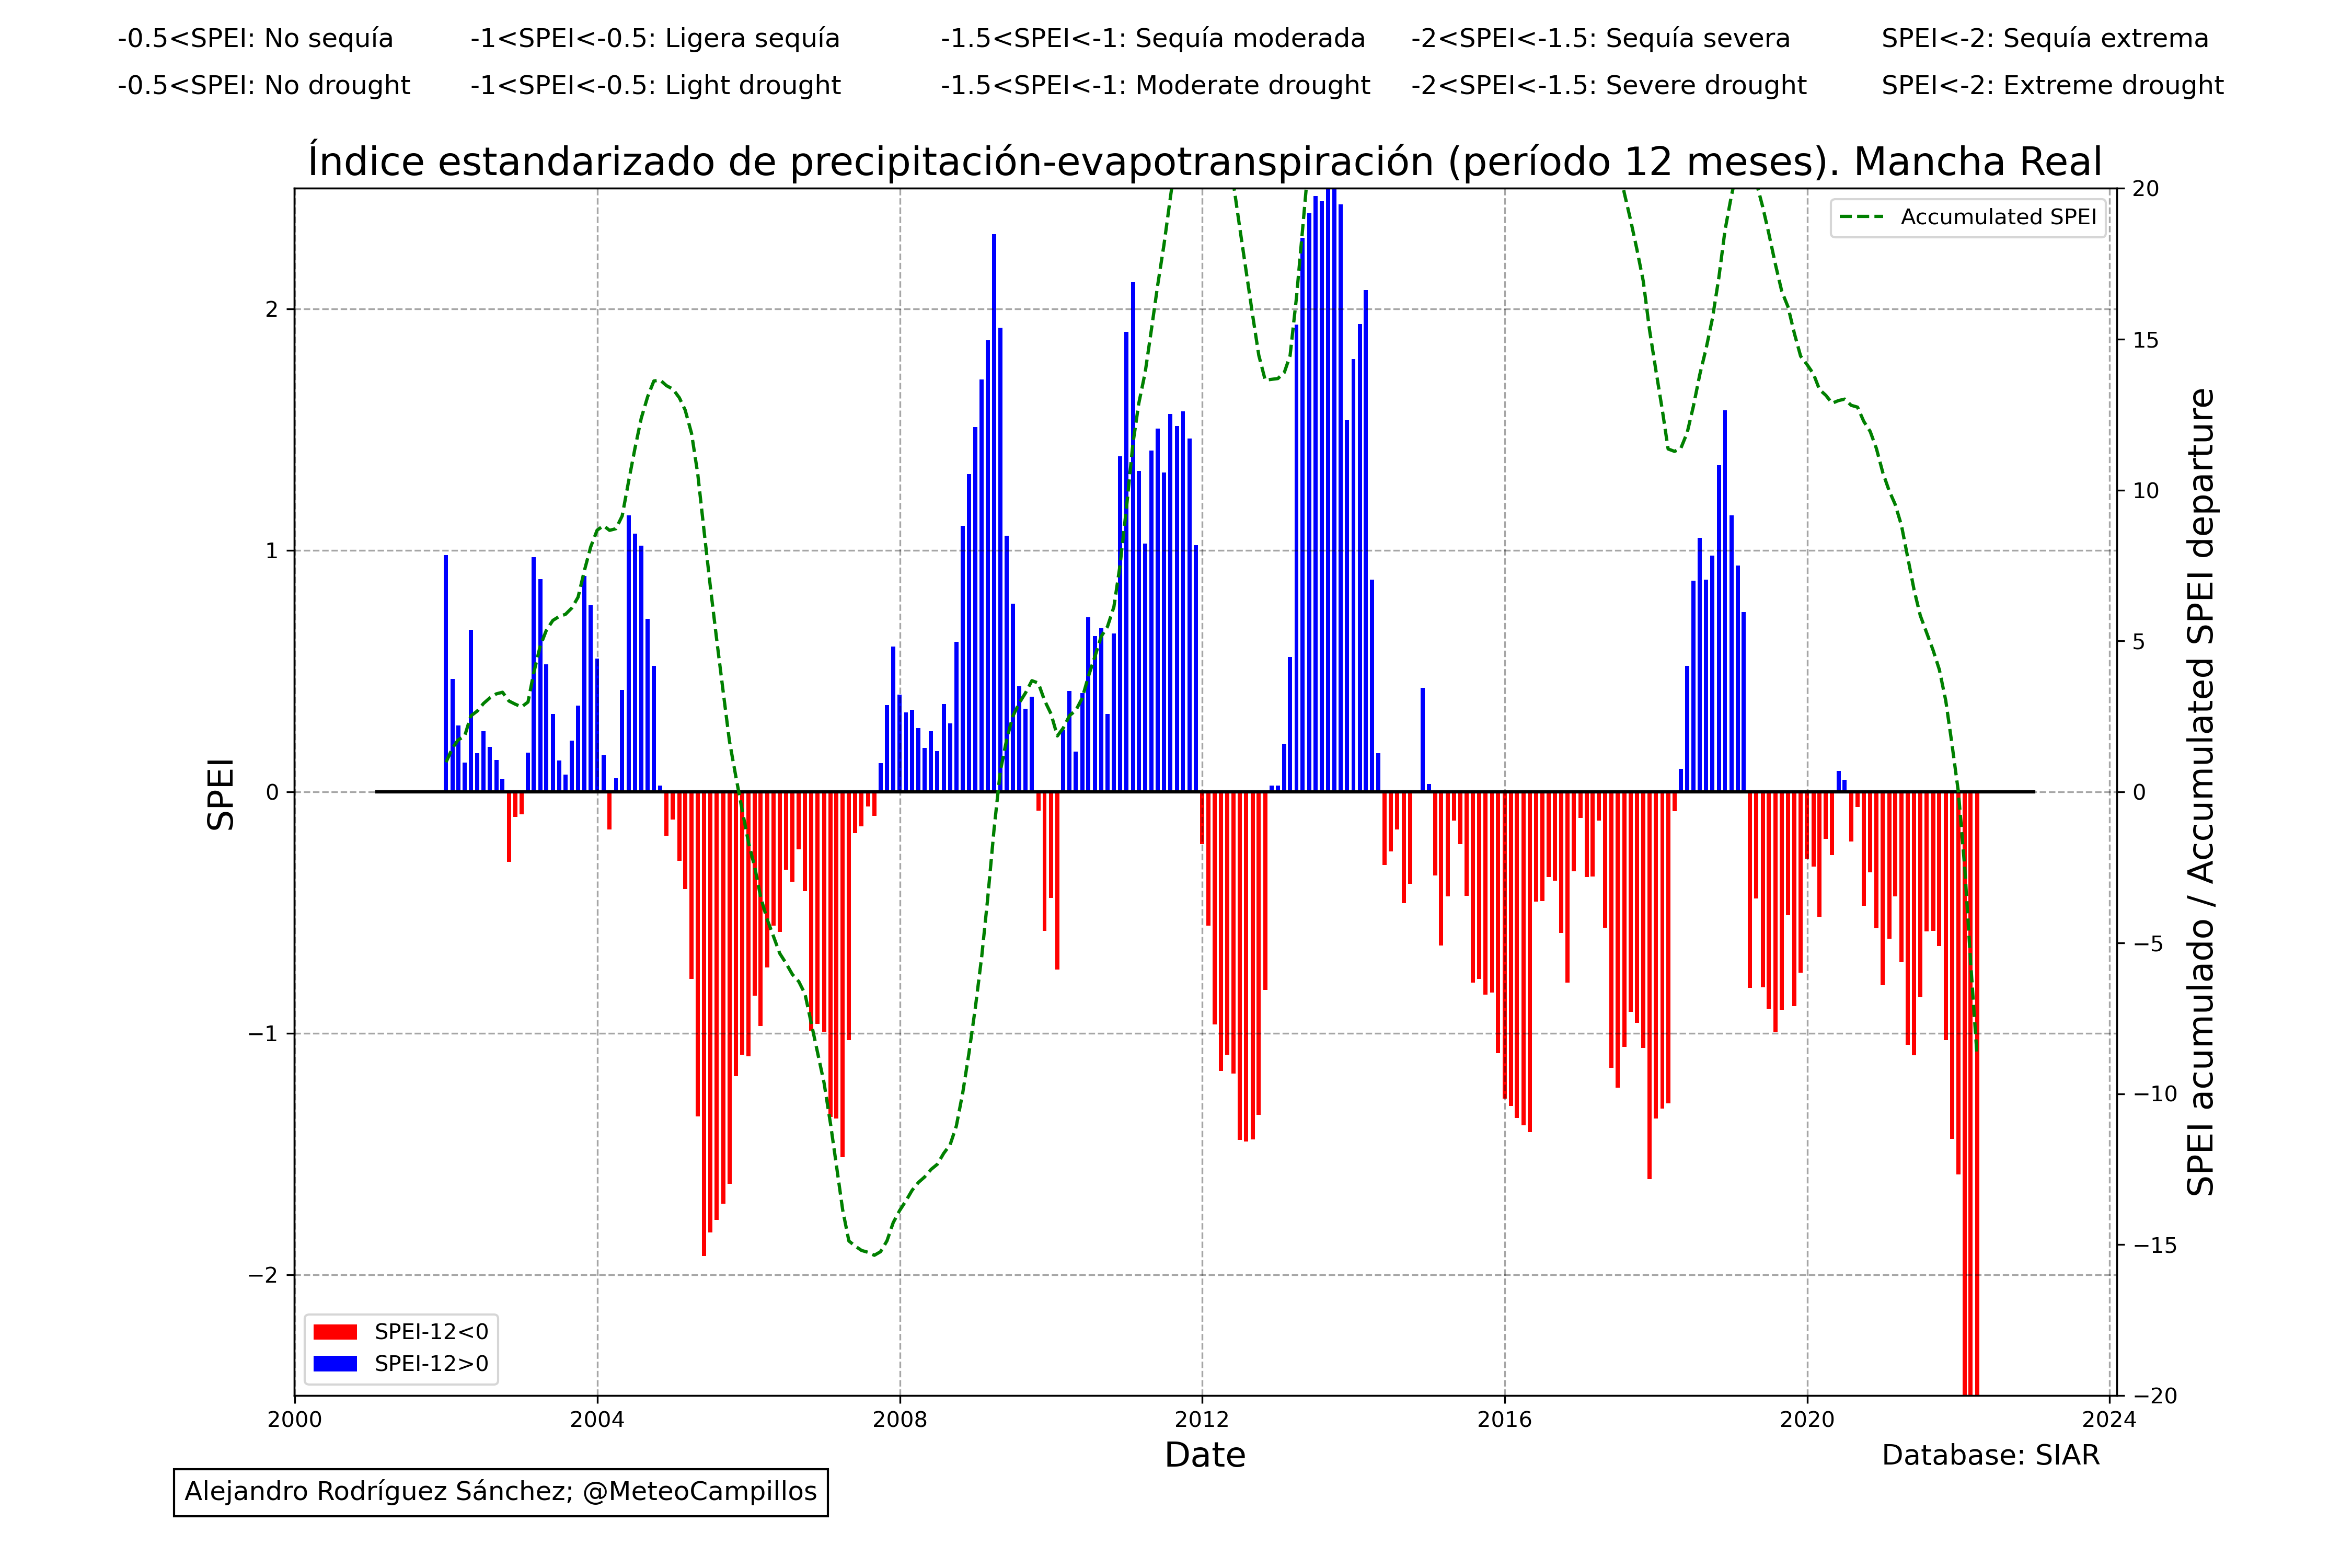 -0.5<SPEI: No sequía -1<SPEI<-0.5: Ligera sequía -1.5<SPEI<-1: Sequía moderada -2<SPEI<-1.5: Sequía severa SPEI<-2: Sequía extrema
-0.5<SPEI: No drought -1<SPEI<-0.5: Light drought -1.5<SPEI<-1: Moderate drought -2<SPEI<-1.5: Severe drought SPEI<-2: Extreme drought
Índice estandarizado de precipitación-evapotranspiración (período 12 meses). Mancha Real
Accumulated SPEI
SPEI
2
1
0
−1
−2
20
15
10
5
0
−5
−10
−15
−20
SPEI acumulado / Accumulated SPEI departure
SPEI-12<0
SPEI-12>0
2000 2004 2008 2012 2016 2020 2024
Date
Database: SIAR
Alejandro Rodríguez Sánchez; @MeteoCampillos